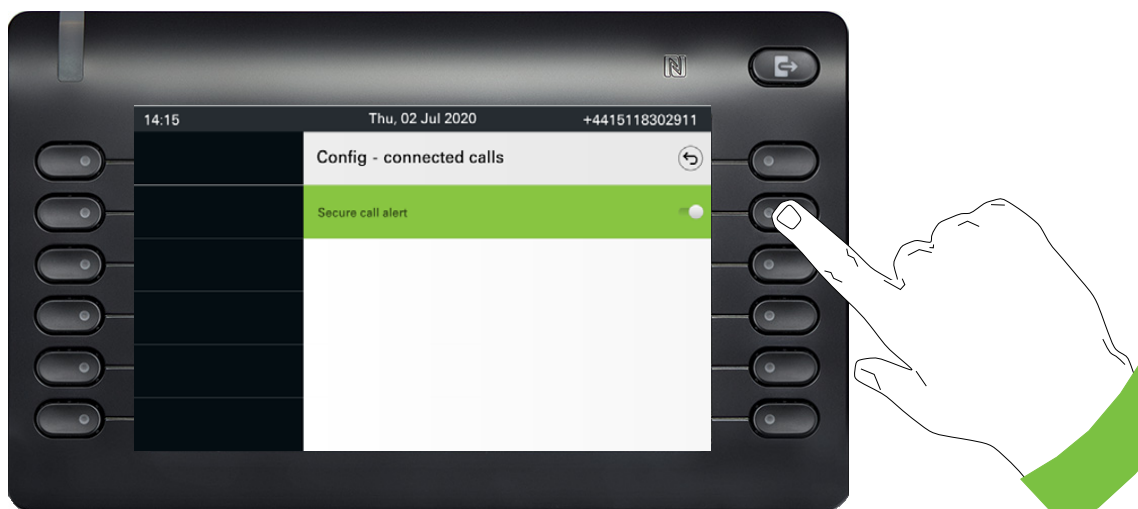 14:15 Thu, 02 Jul 2020 +4415118302911
Config - connected calls
Secure call alert